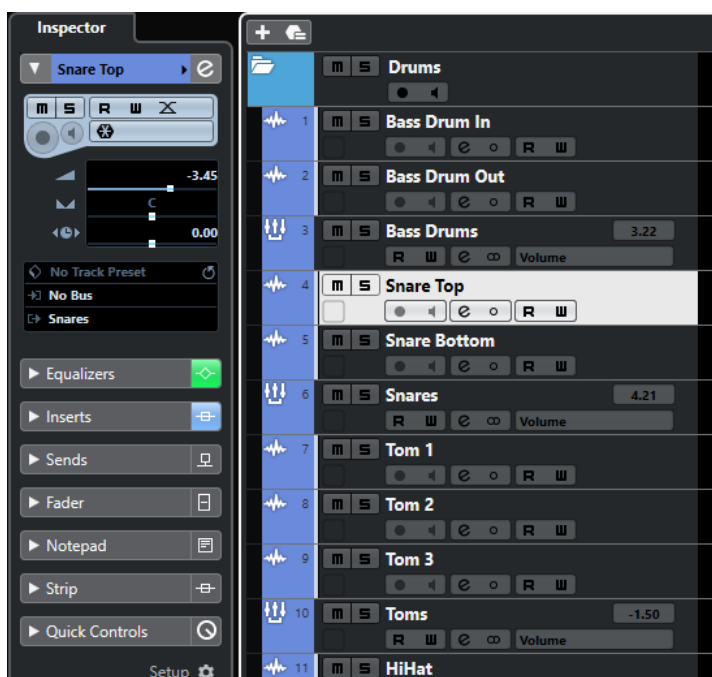 Inspector
Snare Top e
m S R W
-3.45
C
0.00
No Track Preset
No Bus
Snares
Equalizers
Inserts
Sends
Fader
Notepad
Strip
Quick Controls
Setup
m S Drums
1 m S Bass Drum In
e R W
2 m S Bass Drum Out
e R W
3 m S Bass Drums 3.22
R W e Volume
4 m S Snare Top
e R W
5 m S Snare Bottom
e R W
6 m S Snares 4.21
R W e Volume
7 m S Tom 1
e R W
8 m S Tom 2
e R W
9 m S Tom 3
e R W
10 m S Toms -1.50
R W e Volume
11 m S HiHat